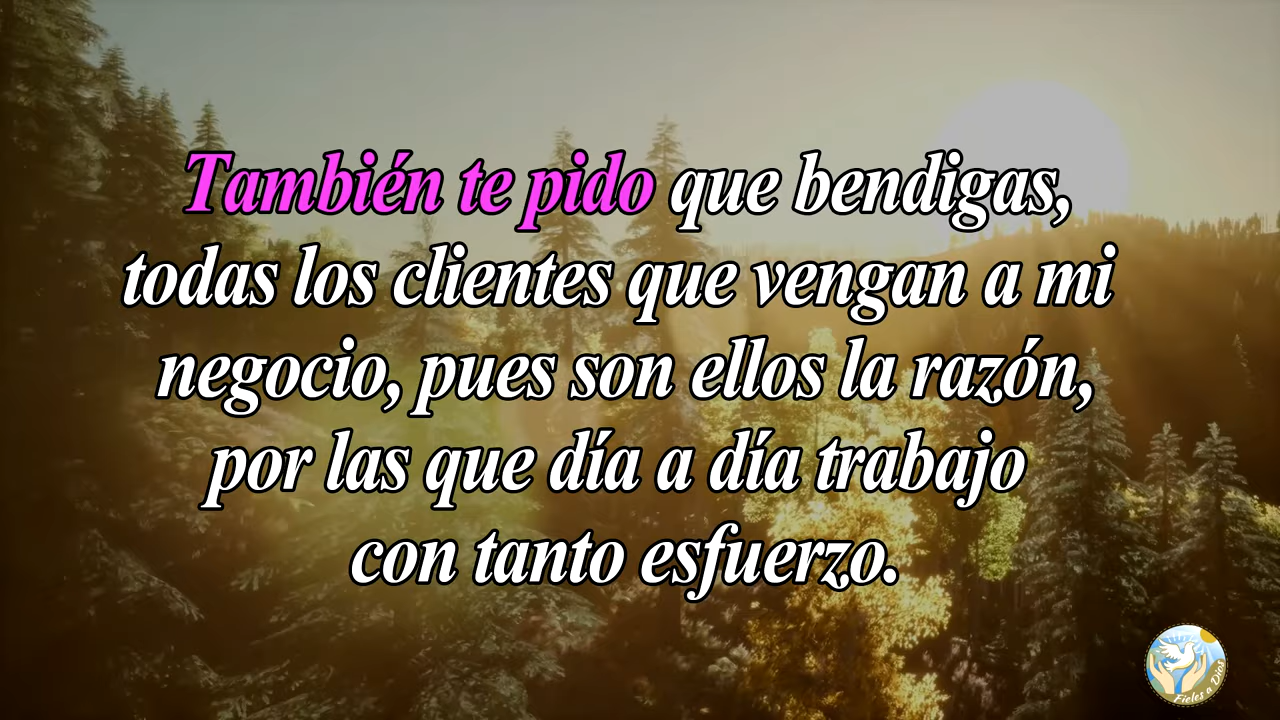 También te pido que bendigas,
todas los clientes que vengan a mi
negocio, pues son ellos la razón,
por las que día a día trabajo
con tanto esfuerzo.
Fieles a Dios